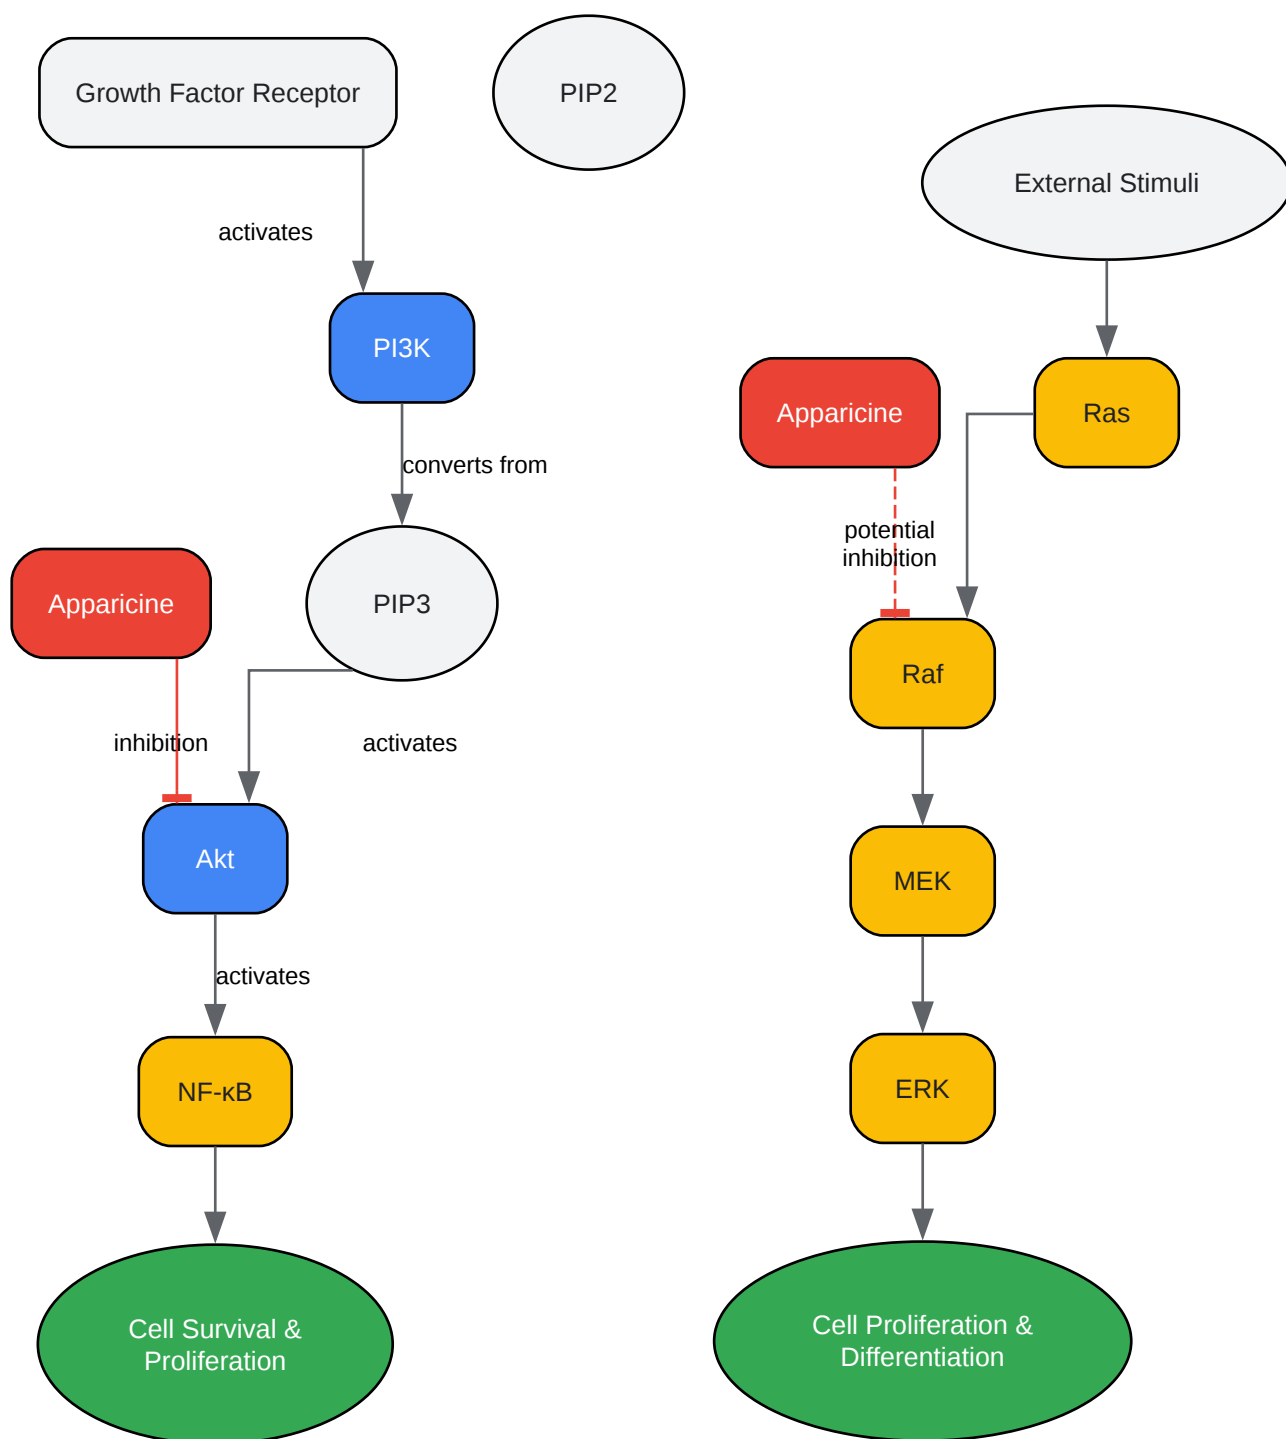 Growth Factor Receptor
PIP2
External Stimuli
activates
PI3K
Apparicine
Ras
converts from
potential
inhibition
Apparicine
PIP3
Raf
inhibition
activates
Akt
MEK
activates
NF-κB
ERK
Cell Survival &
Proliferation
Cell Proliferation &
Differentiation